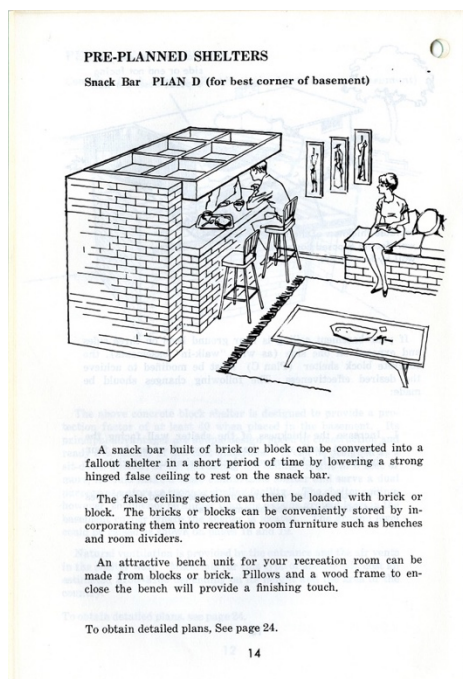 PRE-PLANNED SHELTERS
Snack Bar PLAN D (for best corner of basement)
A snack bar built of brick or block can be converted into a
fallout shelter in a short period of time by lowering a strong
hinged false ceiling to rest on the snack bar.
The false ceiling section can then be loaded with brick or
block. The bricks or blocks can be conveniently stored by in-
corporating them into recreation room furniture such as benches
and room dividers.
An attractive bench unit for your recreation room can be
made from blocks or brick. Pillows and a wood frame to en-
close the bench will provide a finishing touch.
To obtain detailed plans, See page 24.
14